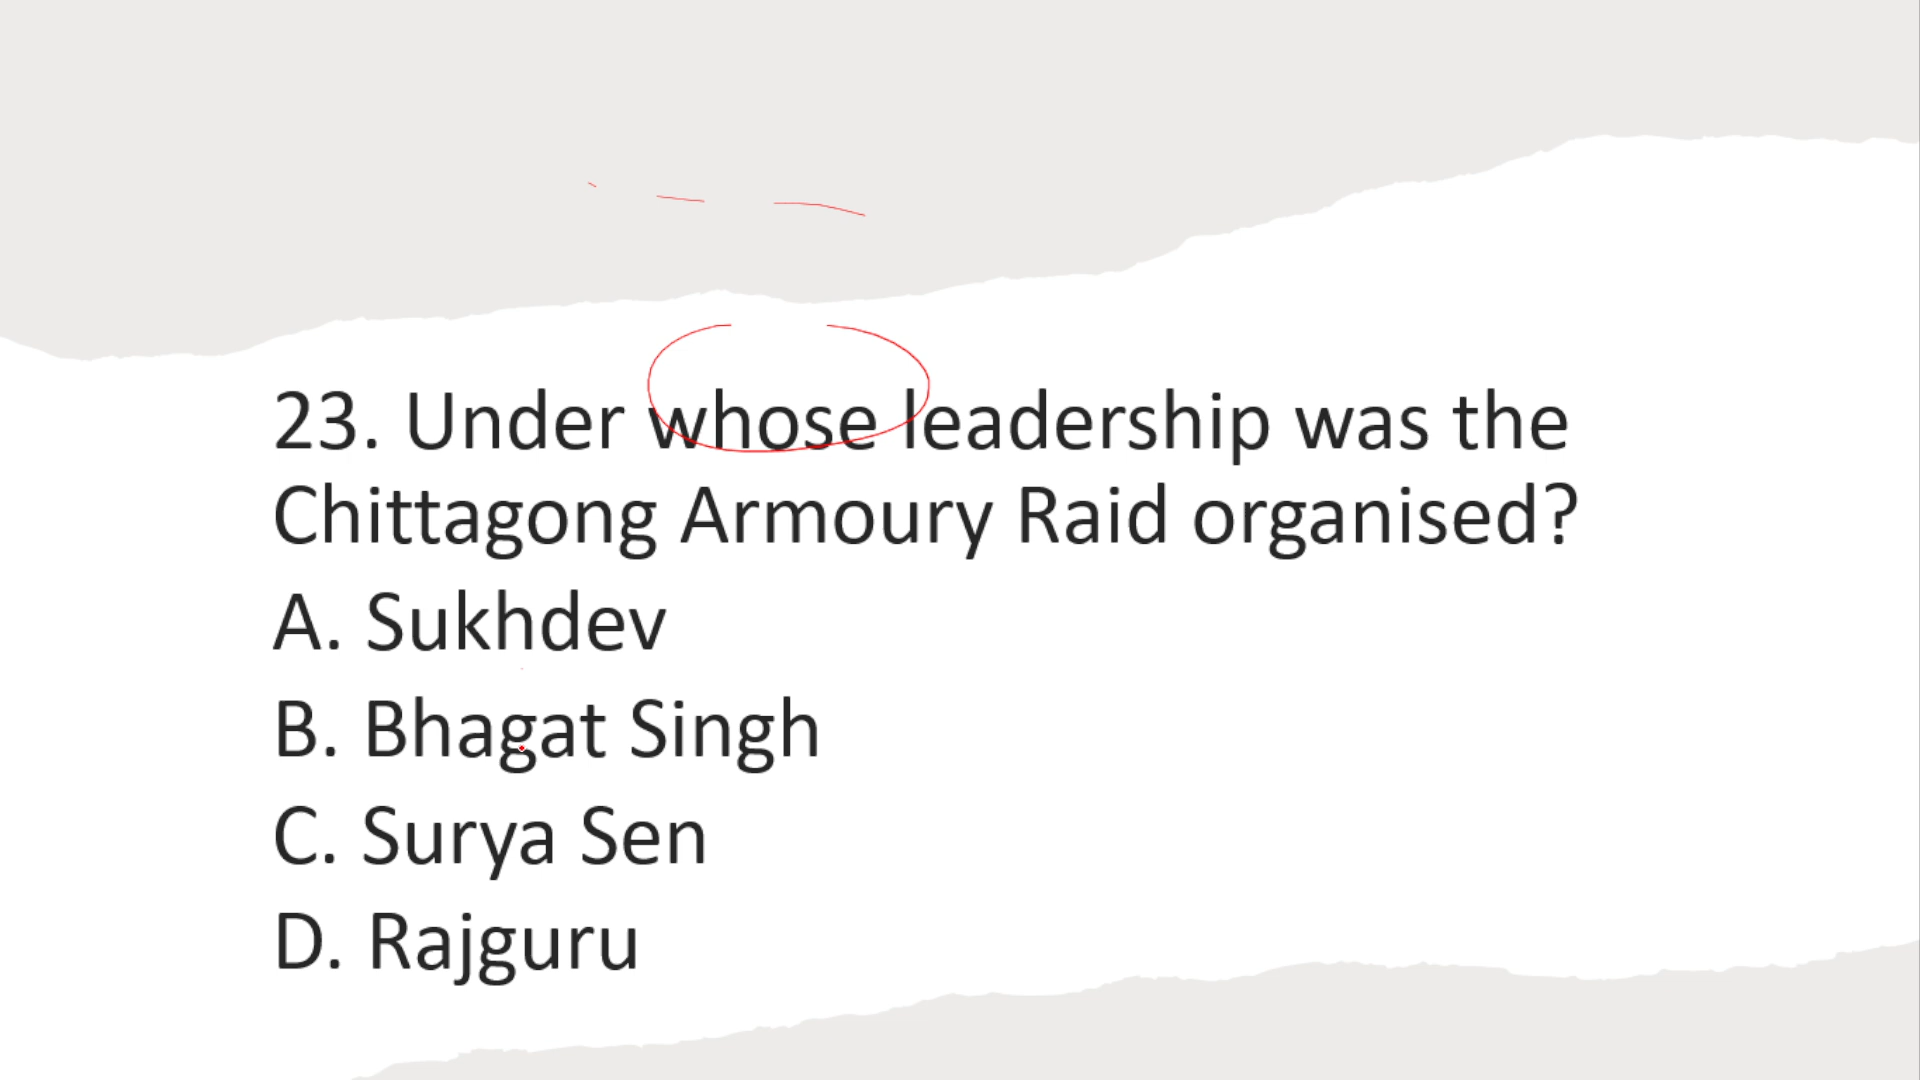 23. Under whose leadership was the
Chittagong Armoury Raid organised?
A. Sukhdev
B. Bhagat Singh
C. Surya Sen
D. Rajguru